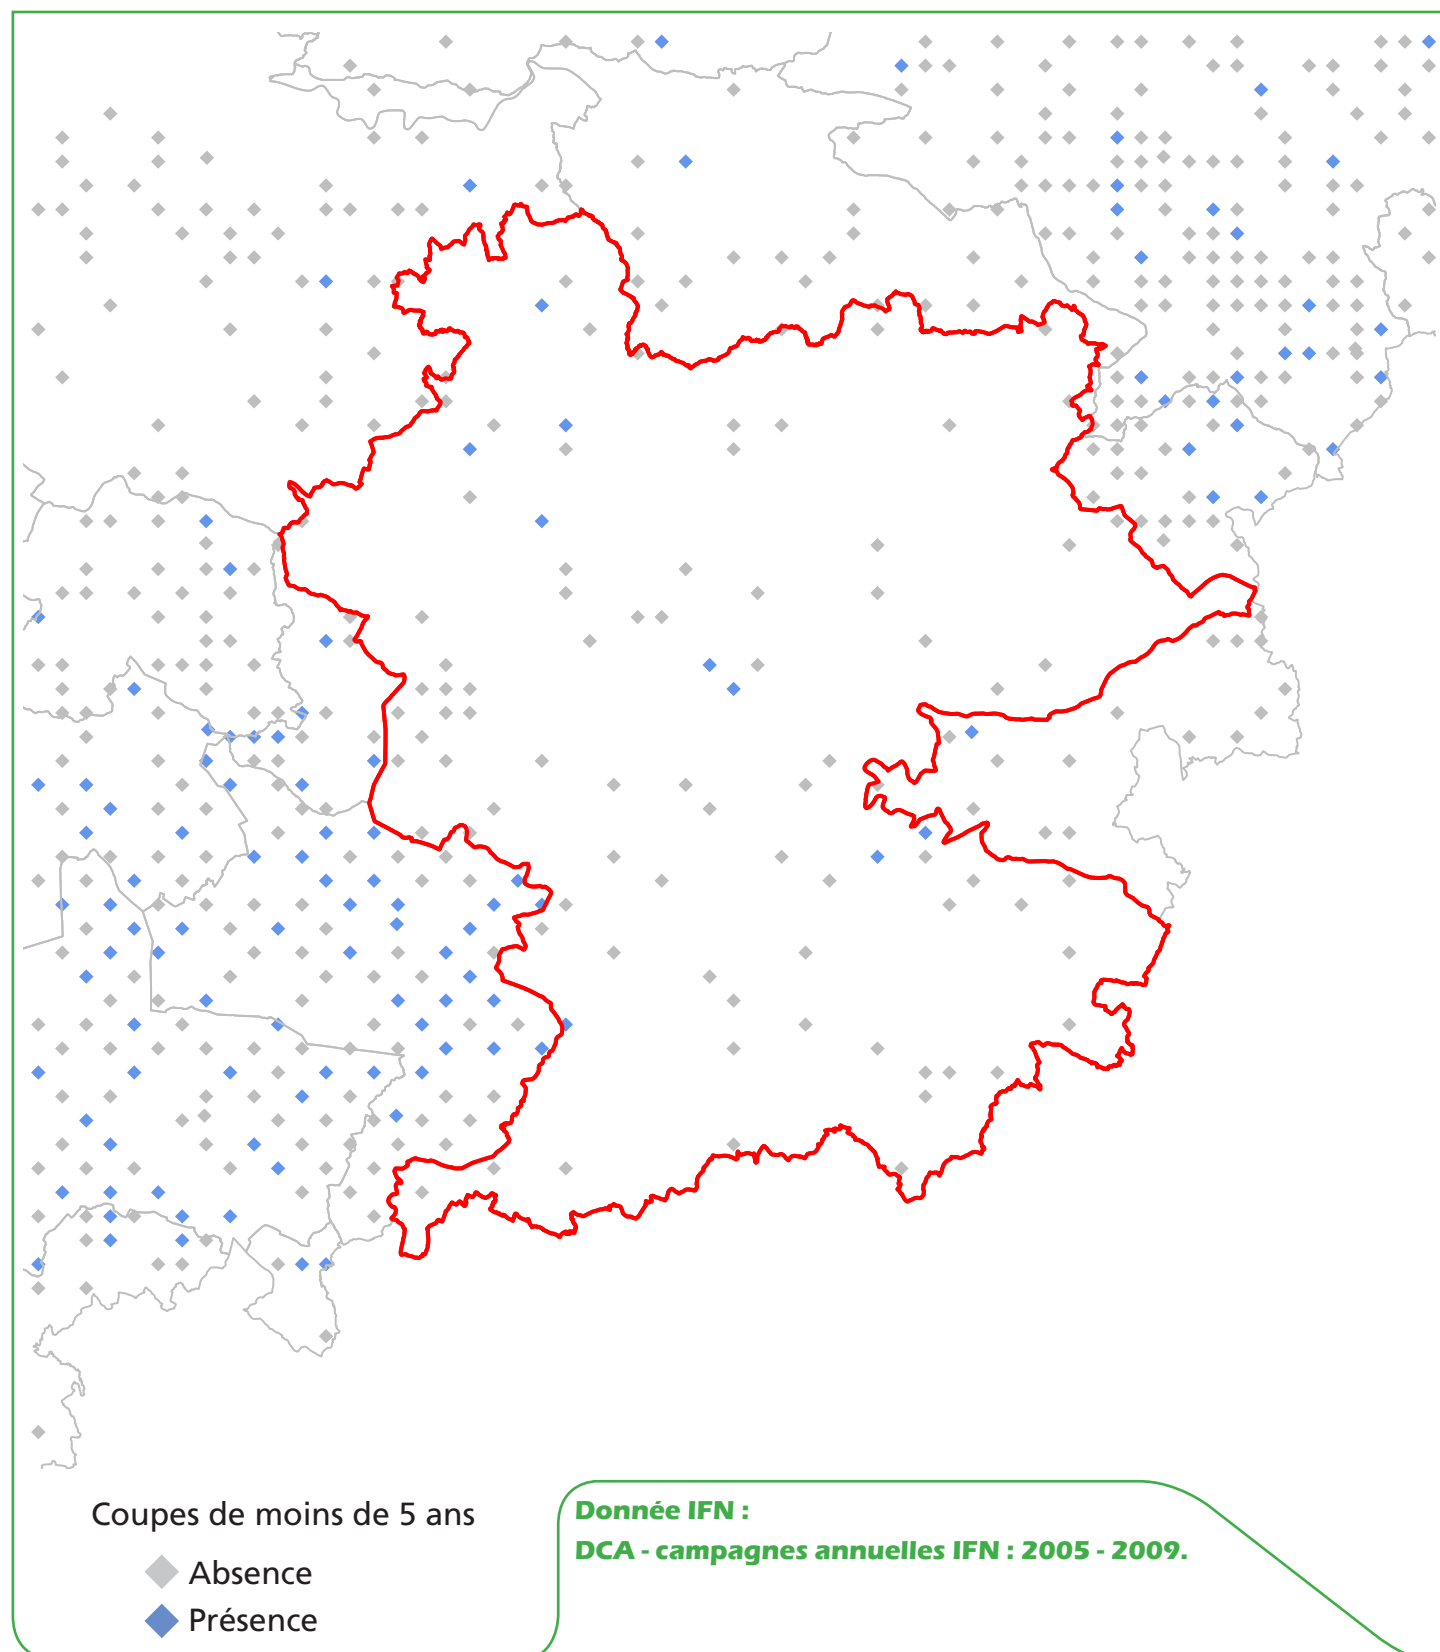 Coupes de moins de 5 ans
Absence
Présence
Donnée IFN :
DCA - campagnes annuelles IFN : 2005 - 2009.